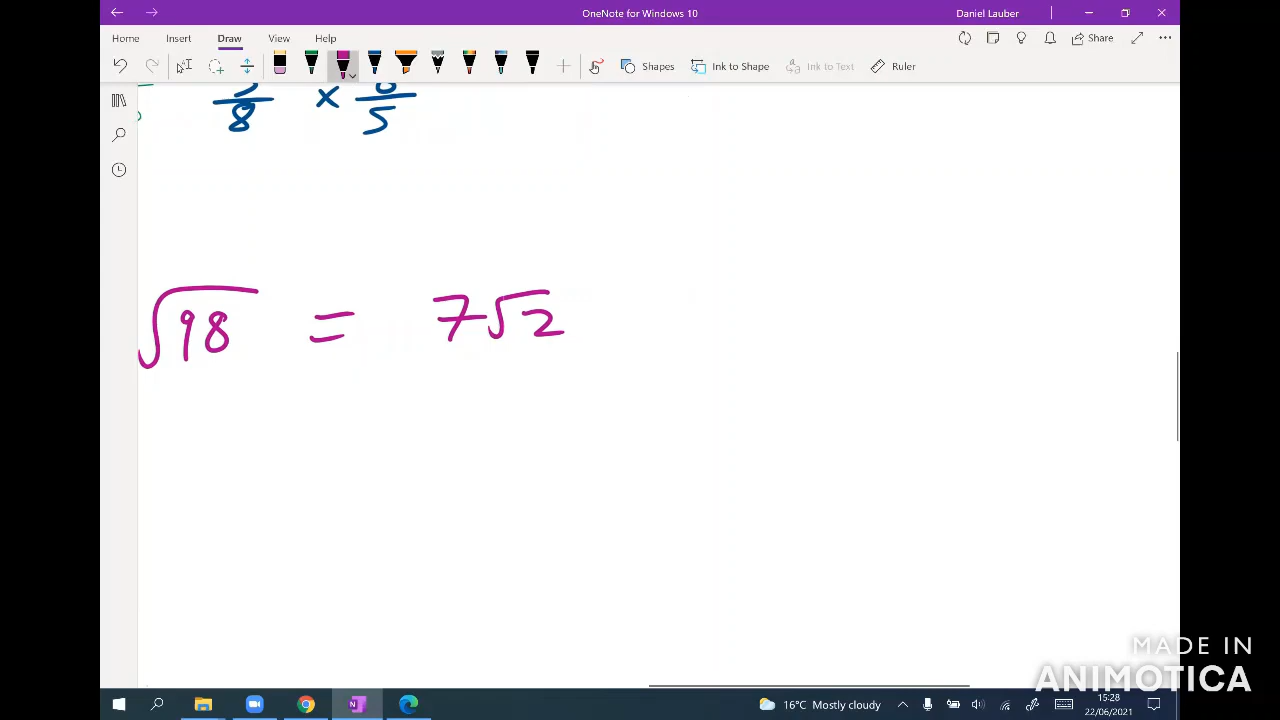 OneNote for Windows 10
Daniel Lauber
Home Insert Draw View Help
Share
Shapes Ink to Shape Ink to Text Ruler
8 × 5
√98 = 7√2
MADE IN
ANIMOTICA
16°C Mostly cloudy
15:28
22/06/2021